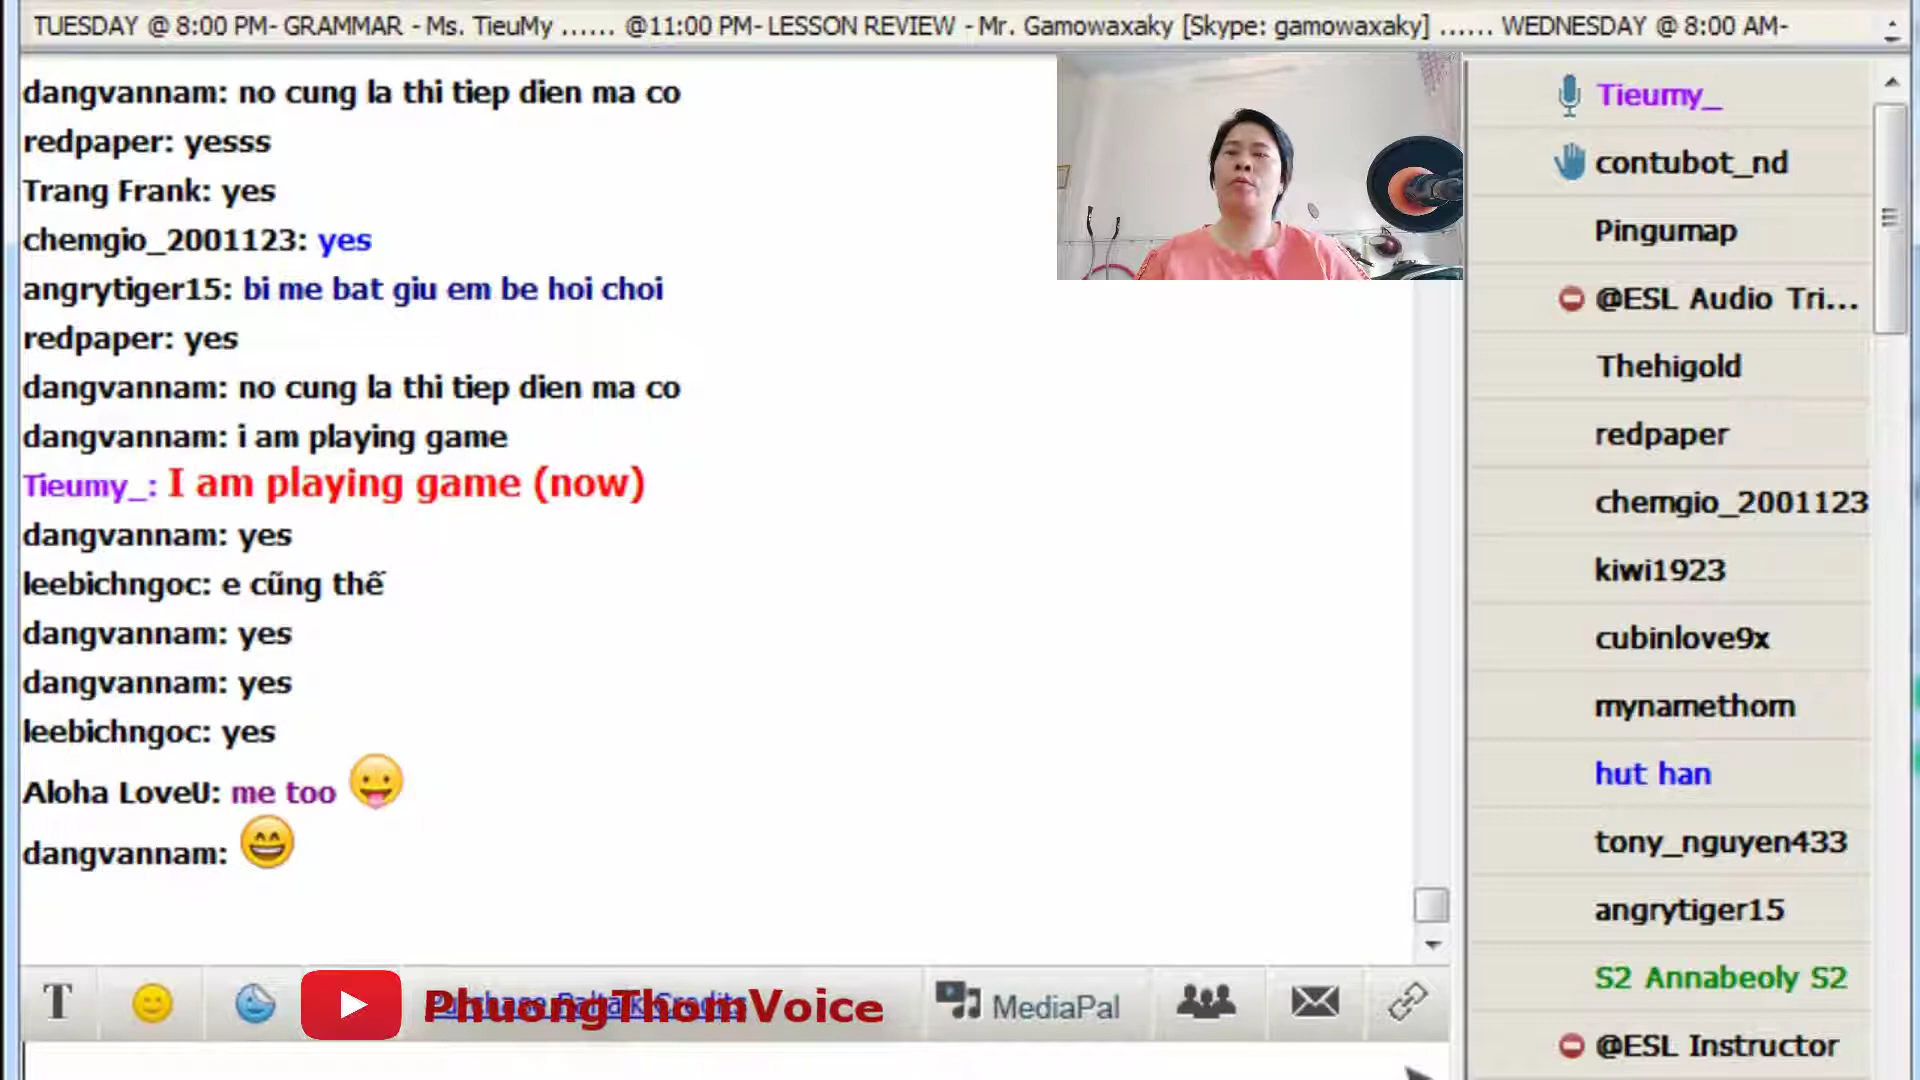 TUESDAY @ 8:00 PM- GRAMMAR - Ms. TieuMy ...... @11:00 PM- LESSON REVIEW - Mr. Gamowaxaky [Skype: gamowaxaky] ...... WEDNESDAY @ 8:00 AM-
dangvannam: no cung la thi tiep dien ma co
redpaper: yesss
Trang Frank: yes
chemgio_2001123: yes
angrytiger15: bi me bat giu em be hoi choi
redpaper: yes
dangvannam: no cung la thi tiep dien ma co
dangvannam: i am playing game
Tieumy_: I am playing game (now)
dangvannam: yes
leebichngoc: e cũng thế
dangvannam: yes
dangvannam: yes
leebichngoc: yes
Aloha LoveU: me too
dangvannam:
Tieumy_
contubot_nd
Pingumap
@ESL Audio Tri...
Thehigold
redpaper
chemgio_2001123
kiwi1923
cubinlove9x
mynamethom
hut han
tony_nguyen433
angrytiger15
S2 Annabeoly S2
@ESL Instructor
T
Purchase Paltalk Credits
PhuongThomVoice
MediaPal